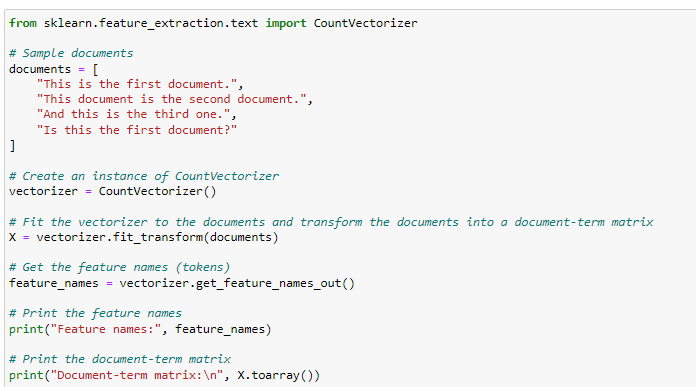 from sklearn.feature_extraction.text import CountVectorizer
# Sample documents
documents = [
"This is the first document.",
"This document is the second document.",
"And this is the third one.",
"Is this the first document?"
]
# Create an instance of CountVectorizer
vectorizer = CountVectorizer()
# Fit the vectorizer to the documents and transform the documents into a document-term matrix
X = vectorizer.fit_transform(documents)
# Get the feature names (tokens)
feature_names = vectorizer.get_feature_names_out()
# Print the feature names
print("Feature names:", feature_names)
# Print the document-term matrix
print("Document-term matrix:\n", X.toarray())